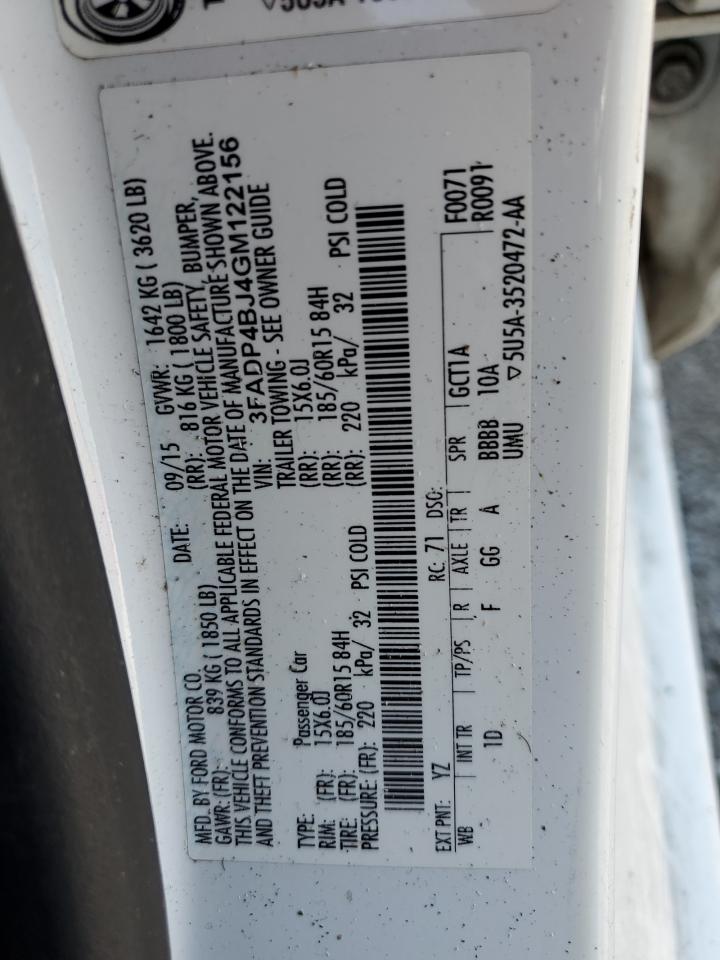 ▽5U5A-
MFD. BY FORD MOTOR CO. DATE: 09/15 GVWR: 1642 KG ( 3620 LB)
GAWR: (FR): 839 KG ( 1850 LB) (RR): 816 KG ( 1800 LB)
THIS VEHICLE CONFORMS TO ALL APPLICABLE FEDERAL MOTOR VEHICLE SAFETY, BUMPER,
AND THEFT PREVENTION STANDARDS IN EFFECT ON THE DATE OF MANUFACTURE SHOWN ABOVE.
VIN: 3FADP4BJ4GM122156
TYPE: Passenger Car TRAILER TOWING - SEE OWNER GUIDE
RIM: (FR): 15X6.0J (RR): 15X6.0J
TIRE: (FR): 185/60R15 84H (RR): 185/60R15 84H
PRESSURE: (FR): 220 kPa/ 32 PSI COLD (RR): 220 kPa/ 32 PSI COLD
EXT PNT: YZ RC: 71 DSO: F0071
WB INT TR TP/PS R AXLE TR SPR GCT1A R0091
1D F GG A BBBB 10A
UMU ▽5U5A-3520472-AA